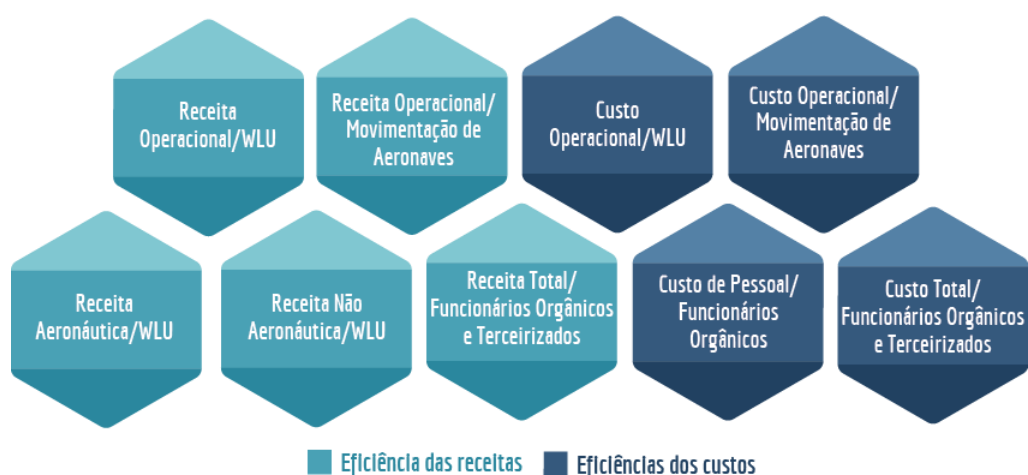 Receita
Operacional/WLU
Receita Operacional/
Movimentação de
Aeronaves
Custo
Operacional/WLU
Custo Operacional/
Movimentação de
Aeronaves
Receita
Aeronáutica/WLU
Receita Não
Aeronáutica/WLU
Receita Total/
Funcionários Orgânicos
e Terceirizados
Custo de Pessoal/
Funcionários
Orgânicos
Custo Total/
Funcionários Orgânicos
e Terceirizados
Eficiência das receitas
Eficiências dos custos